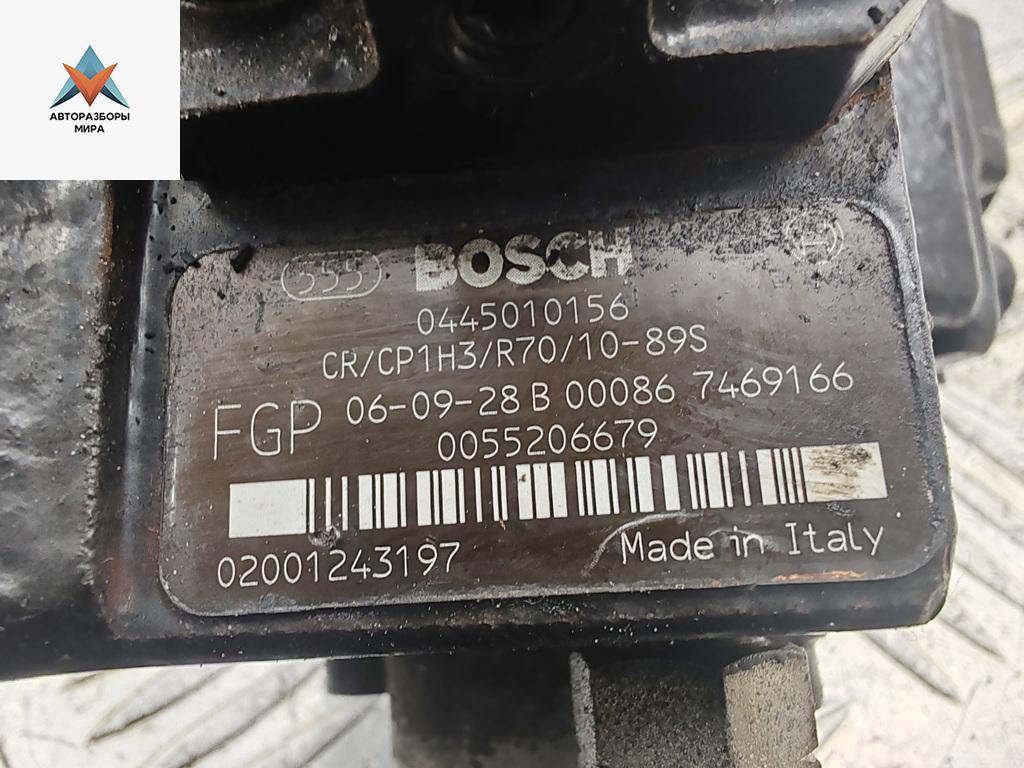 АВТОРАЗБОРЫ
МИРА
555 BOSCH
0445010156
CR/CP1H3/R70/10-89S
FGP 06-09-28 B 00086 7469166
0055206679
02001243197 Made in Italy